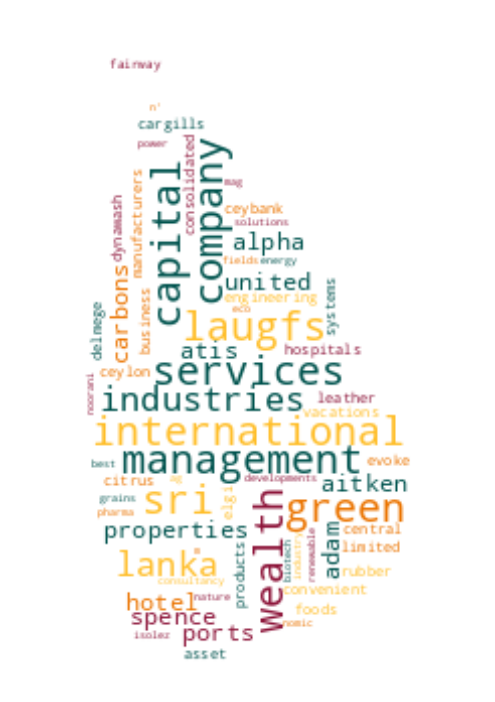 fairway
n'
cargills
power
consolidated
company
capital
manufacturers
dynawash
mag
ceybank
solutions
alpha
fields
energy
carbons
united
engineering
eco
systems
business
delmege
laugfs
atis
hospitals
ceylon
services
noorani
industries
leather
vacations
international
best
management
evoke
citrus
ag
developments
aitken
grains
sri
elgi
wealth
green
pharma
properties
adam
central
lanka
products
biotech
industry
renewable
limited
consultancy
rubber
convenient
hotel
nature
foods
spence
nomic
isolez
ports
asset